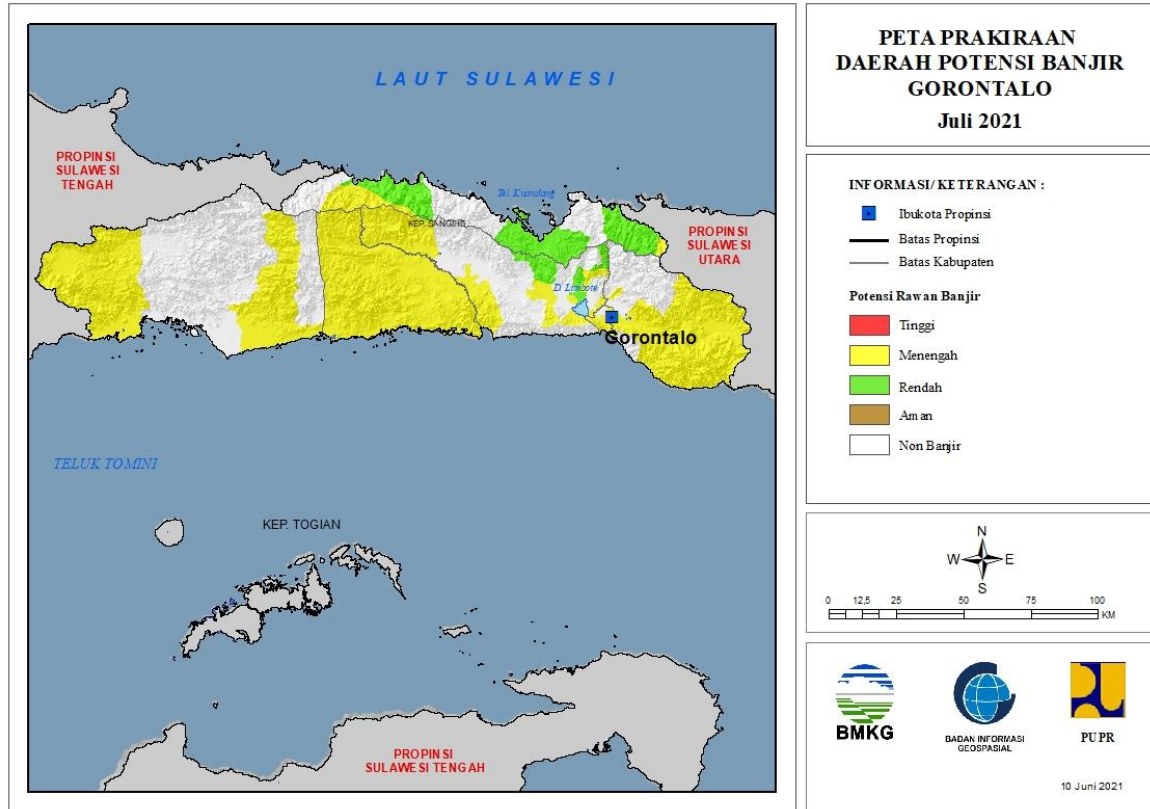 LAUT SULAWESI
PROPINSI
SULAWESI
TENGAH
Tel. Kuandang
KEP. SANGIHE
PROPINSI
SULAWESI
UTARA
D. Limboto
Gorontalo
TELUK TOMINI
KEP. TOGIAN
PROPINSI
SULAWESI TENGAH
PETA PRAKIRAAN
DAERAH POTENSI BANJIR
GORONTALO
Juli 2021
INFORMASI/ KETERANGAN :
Ibukota Propinsi
Batas Propinsi
Batas Kabupaten
Potensi Rawan Banjir
Tinggi
Menengah
Rendah
Aman
Non Banjir
N
W E
S
0 12,5 25 50 75 100
KM
BMKG
BADAN INFORMASI
GEOSPASIAL
PUPR
10 Juni 2021